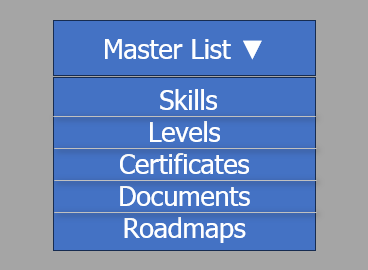 Master List ▼
Skills
Levels
Certificates
Documents
Roadmaps